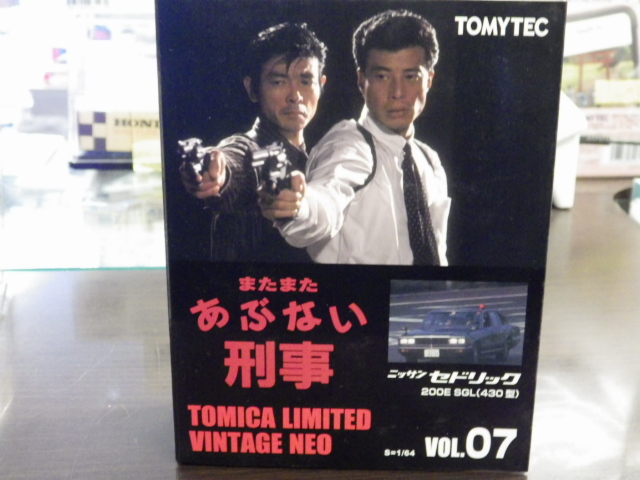 TOMYTEC
HON
またまた
あぶない
刑事
ニッサン セドリック
200E SGL(430型)
TOMICA LIMITED
VINTAGE NEO
S=1/64
VOL.07